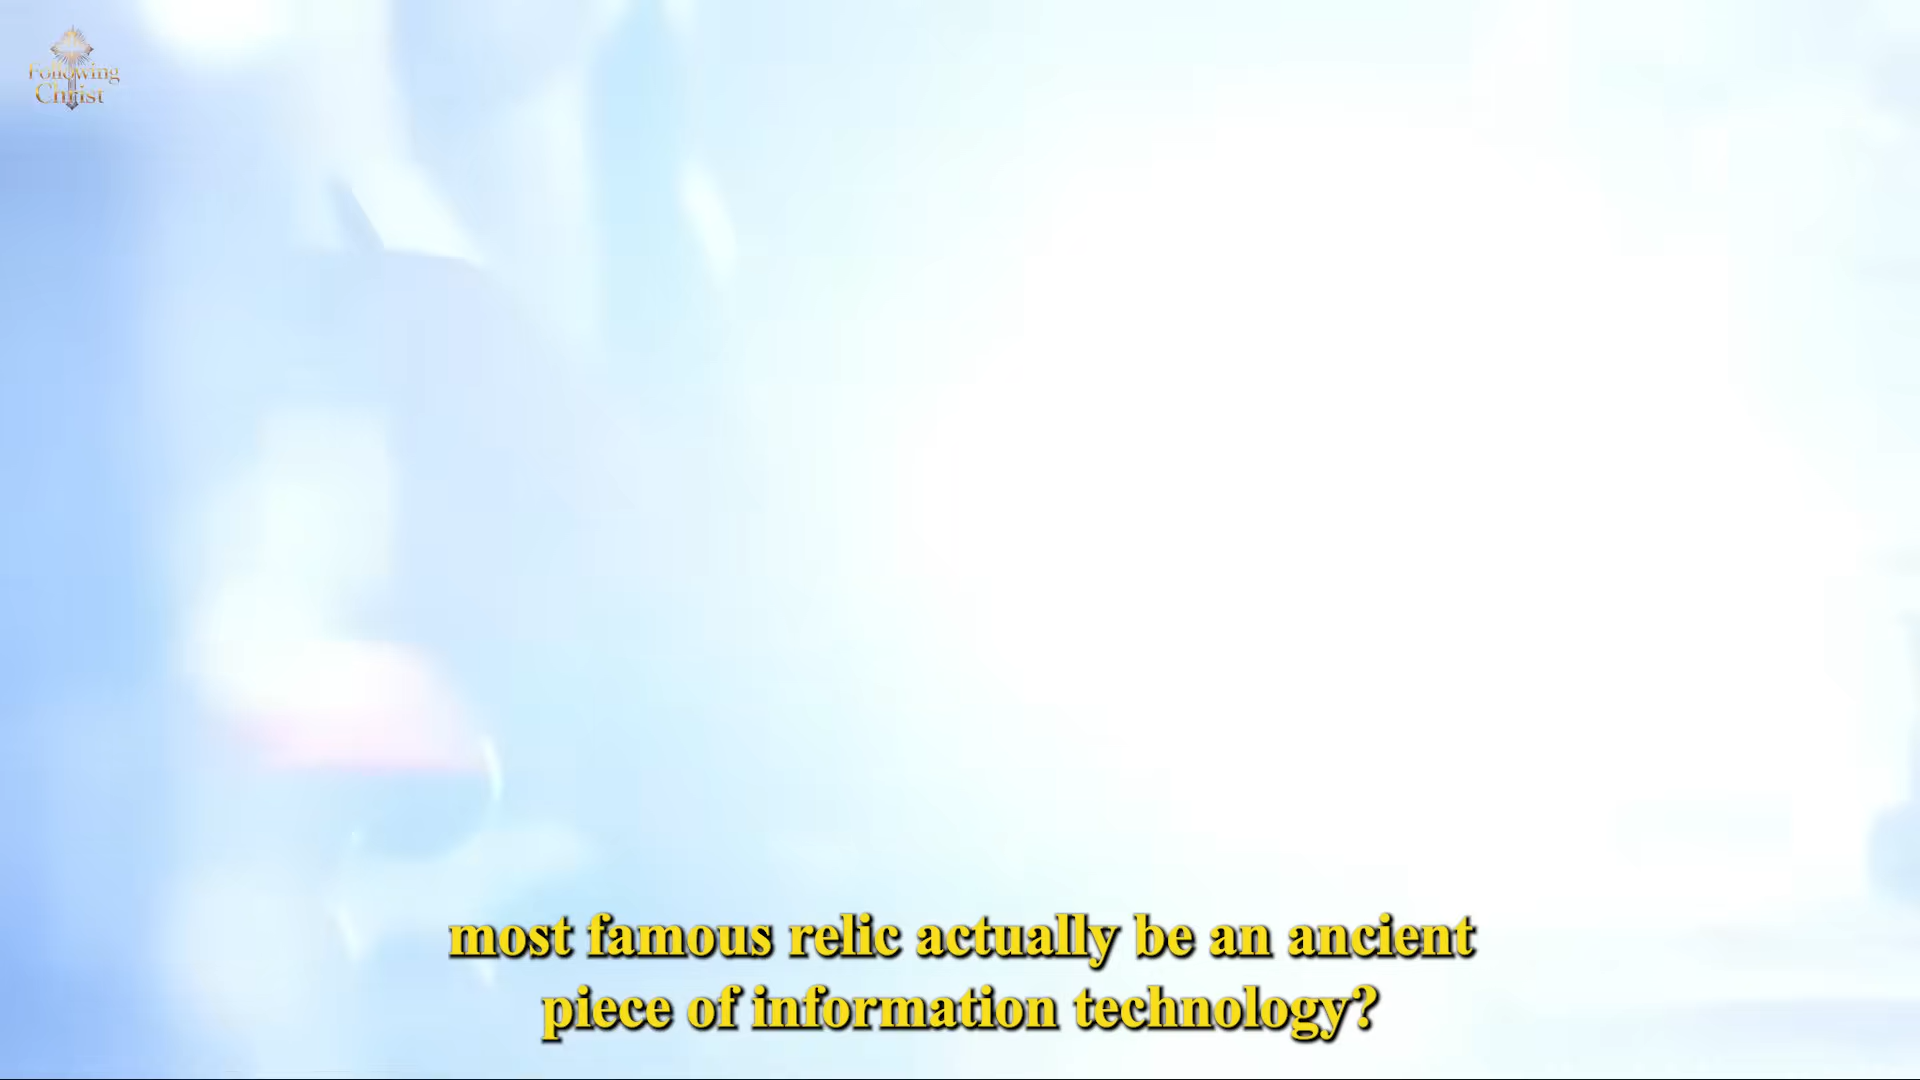 Following
Christ
most famous relic actually be an ancient
piece of information technology?